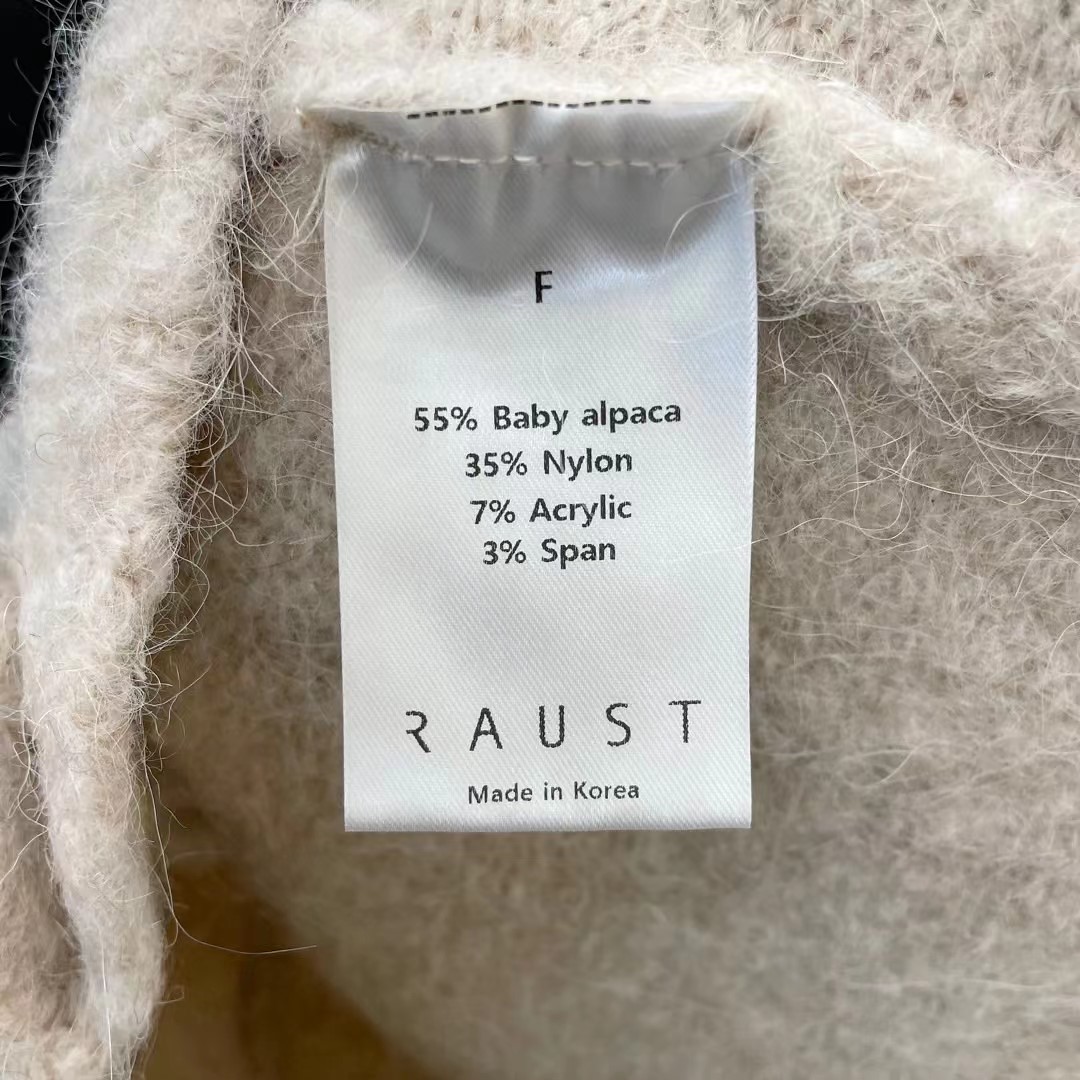 F
55% Baby alpaca
35% Nylon
7% Acrylic
3% Span
RAUST
Made in Korea